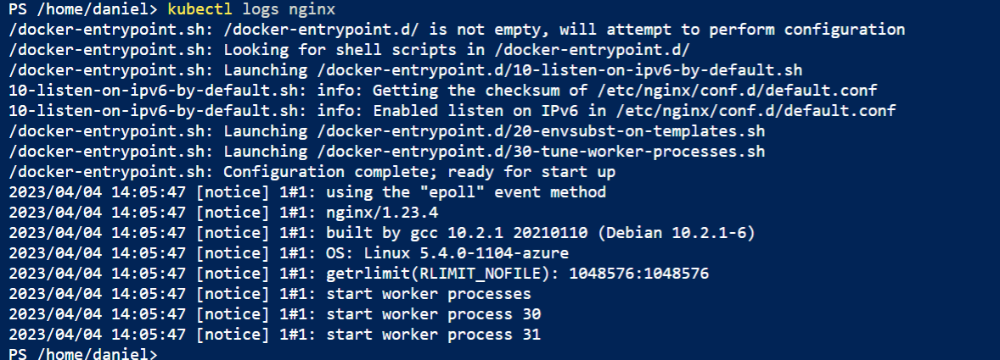 PS /home/daniel> kubectl logs nginx
/docker-entrypoint.sh: /docker-entrypoint.d/ is not empty, will attempt to perform configuration
/docker-entrypoint.sh: Looking for shell scripts in /docker-entrypoint.d/
/docker-entrypoint.sh: Launching /docker-entrypoint.d/10-listen-on-ipv6-by-default.sh
10-listen-on-ipv6-by-default.sh: info: Getting the checksum of /etc/nginx/conf.d/default.conf
10-listen-on-ipv6-by-default.sh: info: Enabled listen on IPv6 in /etc/nginx/conf.d/default.conf
/docker-entrypoint.sh: Launching /docker-entrypoint.d/20-envsubst-on-templates.sh
/docker-entrypoint.sh: Launching /docker-entrypoint.d/30-tune-worker-processes.sh
/docker-entrypoint.sh: Configuration complete; ready for start up
2023/04/04 14:05:47 [notice] 1#1: using the "epoll" event method
2023/04/04 14:05:47 [notice] 1#1: nginx/1.23.4
2023/04/04 14:05:47 [notice] 1#1: built by gcc 10.2.1 20210110 (Debian 10.2.1-6)
2023/04/04 14:05:47 [notice] 1#1: OS: Linux 5.4.0-1104-azure
2023/04/04 14:05:47 [notice] 1#1: getrlimit(RLIMIT_NOFILE): 1048576:1048576
2023/04/04 14:05:47 [notice] 1#1: start worker processes
2023/04/04 14:05:47 [notice] 1#1: start worker process 30
2023/04/04 14:05:47 [notice] 1#1: start worker process 31
PS /home/daniel>